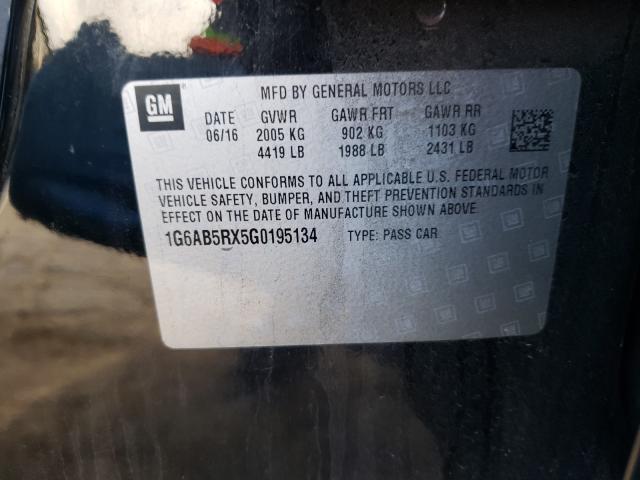 GM
MFD BY GENERAL MOTORS LLC
DATE GVWR GAWR FRT GAWR RR
06/16 2005 KG 902 KG 1103 KG
4419 LB 1988 LB 2431 LB
THIS VEHICLE CONFORMS TO ALL APPLICABLE U.S. FEDERAL MOTOR
VEHICLE SAFETY, BUMPER, AND THEFT PREVENTION STANDARDS IN
EFFECT ON THE DATE OF MANUFACTURE SHOWN ABOVE.
1G6AB5RX5G0195134 TYPE: PASS CAR